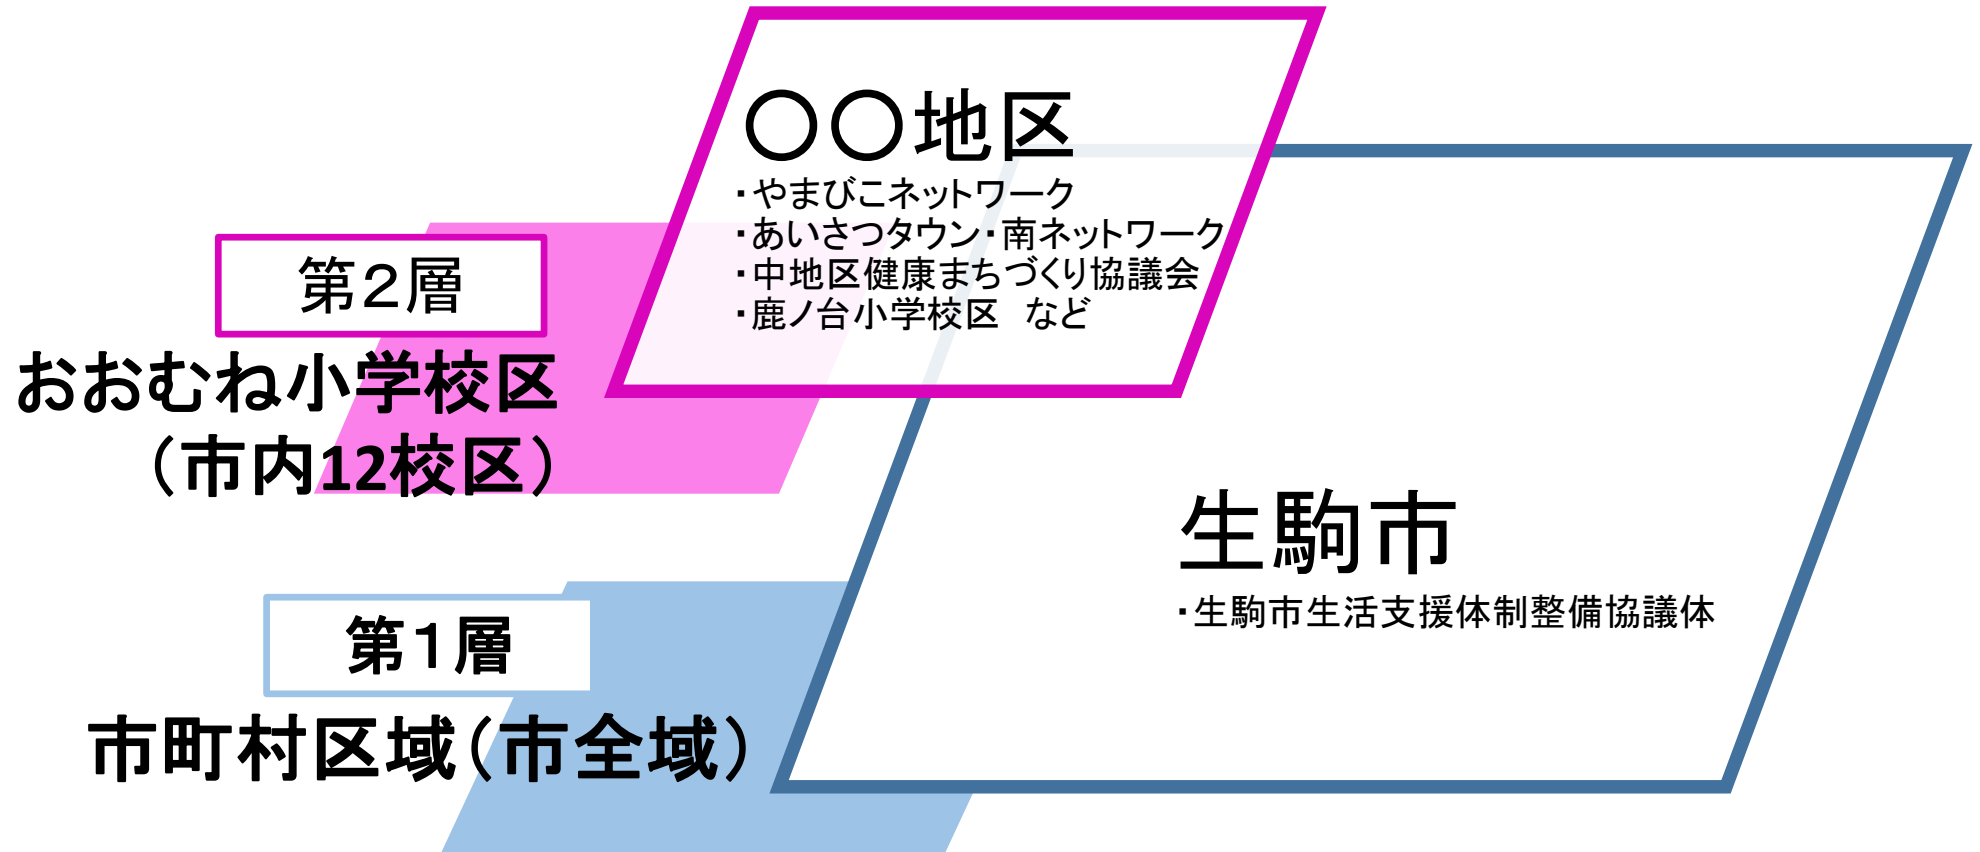 〇〇地区
・やまびこネットワーク
・あいさつタウン・南ネットワーク
・中地区健康まちづくり協議会
・鹿ノ台小学校区　など
第２層
おおむね小学校区
（市内12校区）
生駒市
・生駒市生活支援体制整備協議体
第１層
市町村区域（市全域）